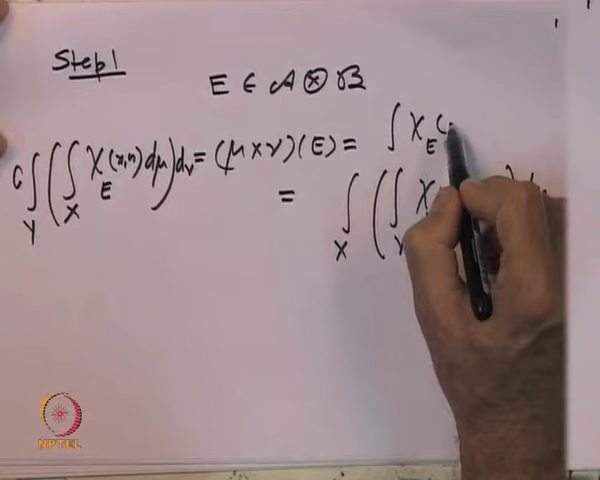 Step 1
E ∈ A ⊗ B
∫_Y (∫_X χ_E (x,y) dμ) dν = (μ × ν)(E) = ∫ χ_E (
= ∫_X (∫_Y χ
NPTEL